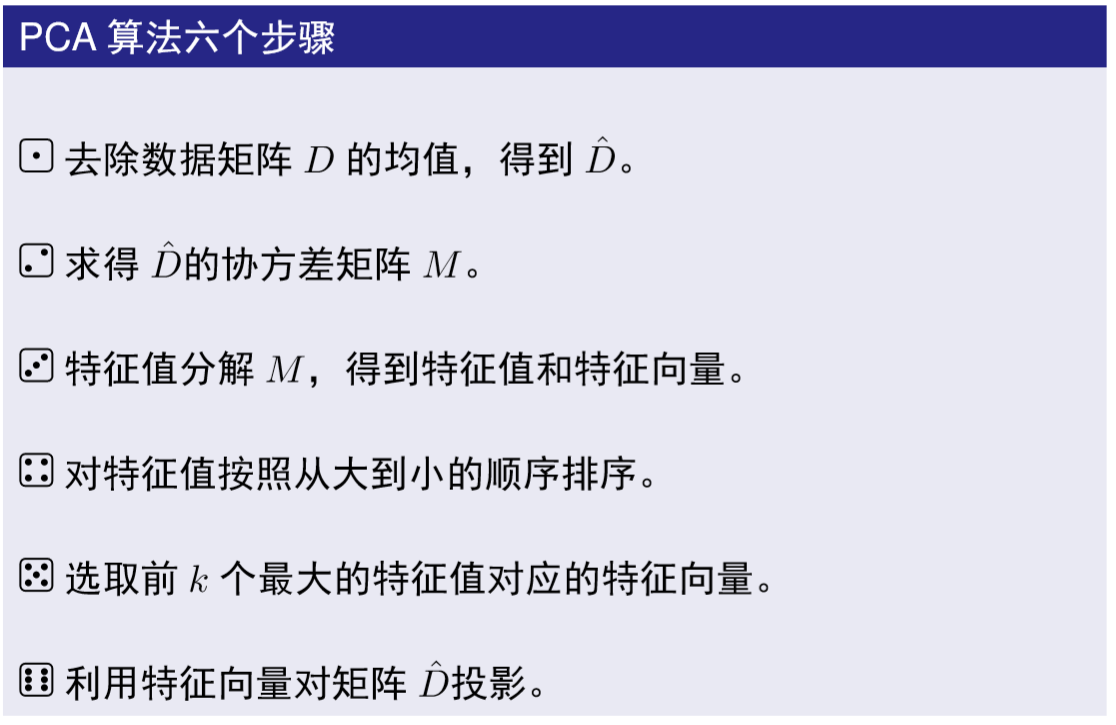 PCA 算法六个步骤
⚀ 去除数据矩阵 D 的均值，得到 D̂。
⚁ 求得 D̂的协方差矩阵 M。
⚂ 特征值分解 M，得到特征值和特征向量。
⚃ 对特征值按照从大到小的顺序排序。
⚄ 选取前 k 个最大的特征值对应的特征向量。
⚅ 利用特征向量对矩阵 D̂投影。